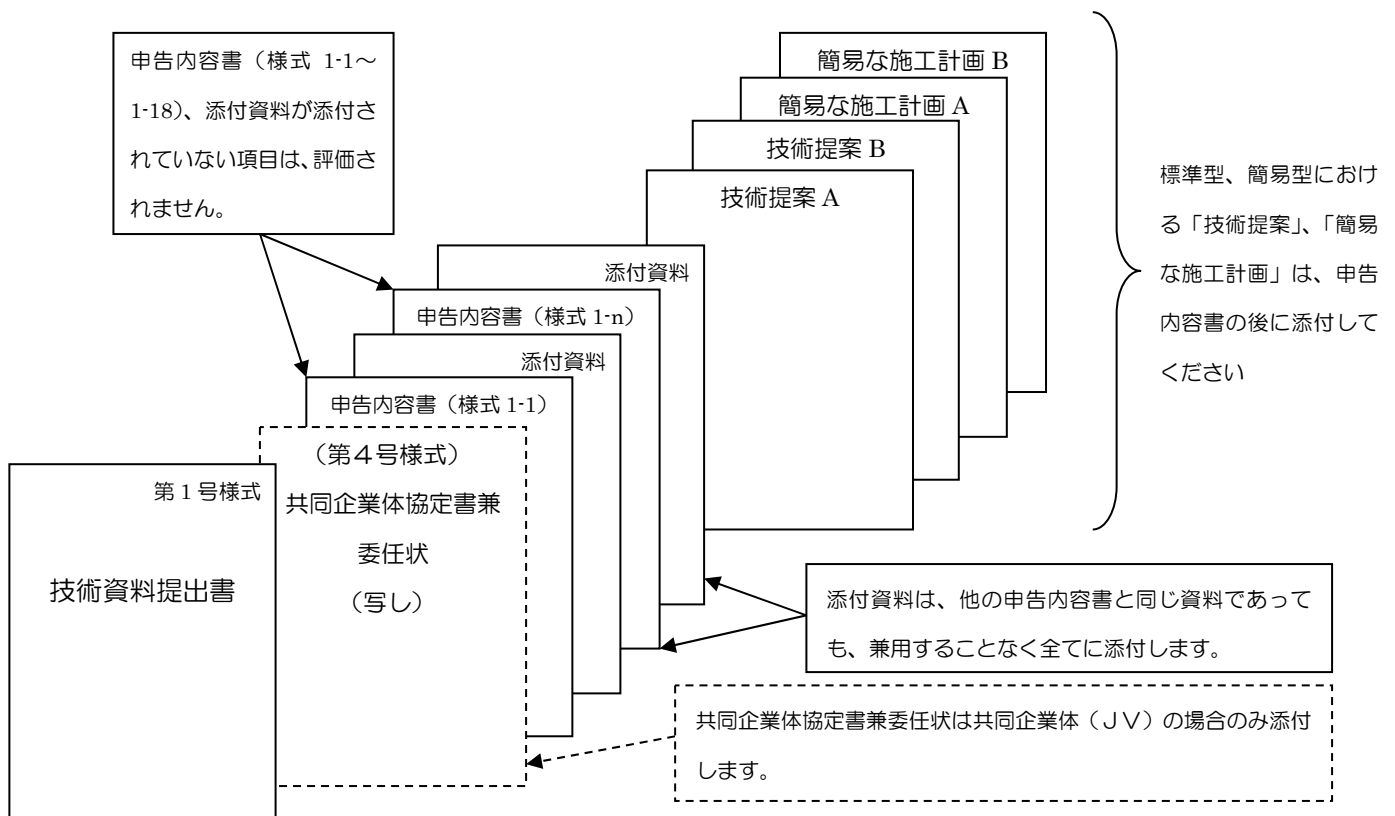 申告内容書（様式 1-1～
1-18）、添付資料が添付さ
れていない項目は、評価さ
れません。
簡易な施工計画 B
簡易な施工計画 A
技術提案 B
技術提案 A
標準型、簡易型におけ
る「技術提案」、「簡易
な施工計画」は、申告
内容書の後に添付して
ください
添付資料
申告内容書（様式 1-n）
添付資料
申告内容書（様式 1-1）
（第４号様式）
共同企業体協定書兼
委任状
（写し）
第 1 号様式
技術資料提出書
添付資料は、他の申告内容書と同じ資料であって
も、兼用することなく全てに添付します。
共同企業体協定書兼委任状は共同企業体（ＪＶ）の場合のみ添付
します。